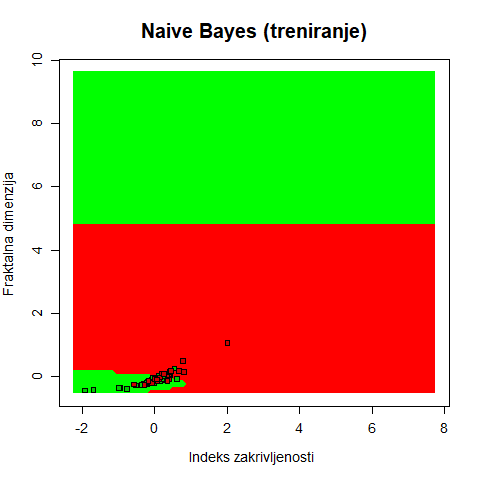 Naive Bayes (treniranje)
10
8
6
4
2
0
Fraktalna dimenzija
-2 0 2 4 6 8
Indeks zakrivljenosti